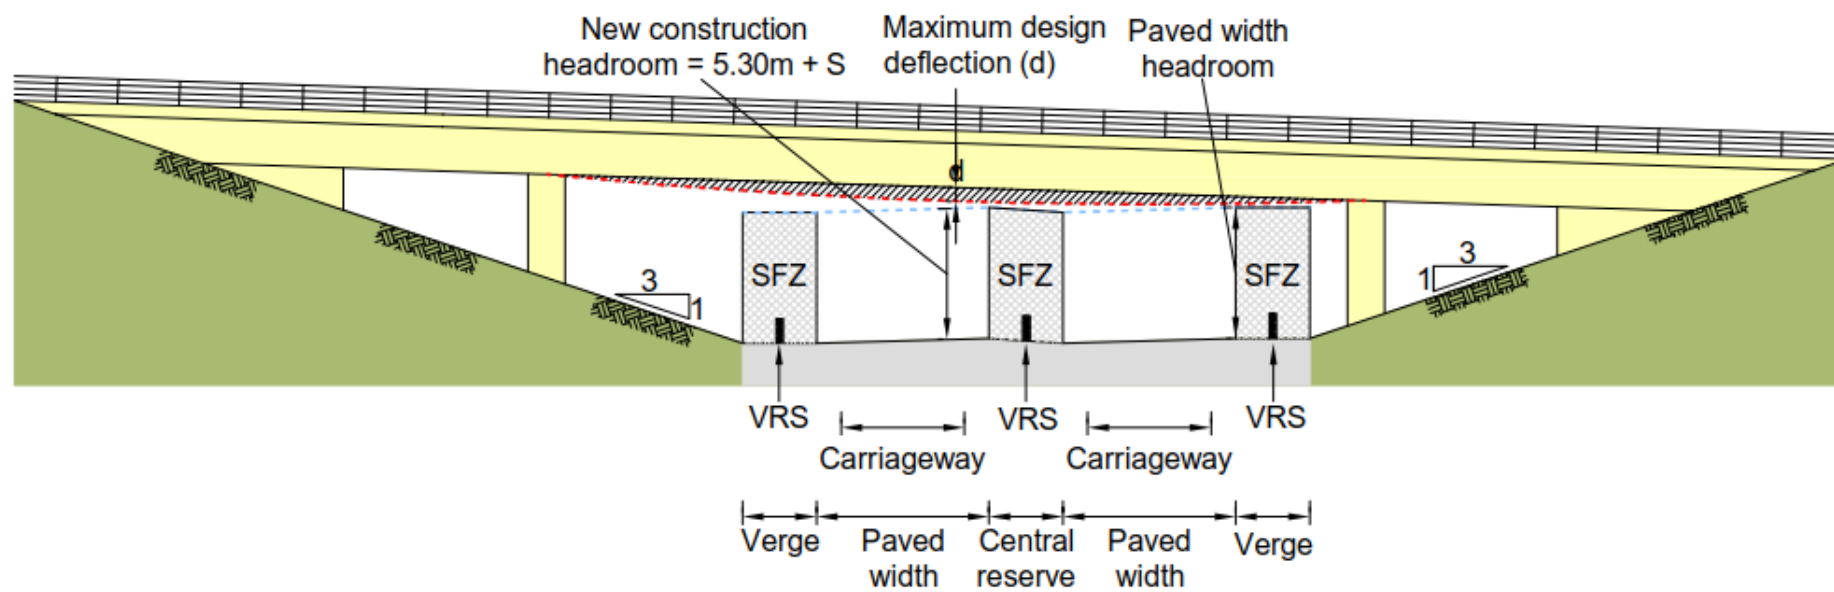 New construction
headroom = 5.30m + S
Maximum design
deflection (d)
Paved width
headroom
d
SFZ
SFZ
SFZ
3
1
3
1
VRS
VRS
VRS
Carriageway
Carriageway
Verge
Paved
width
Central
reserve
Paved
width
Verge